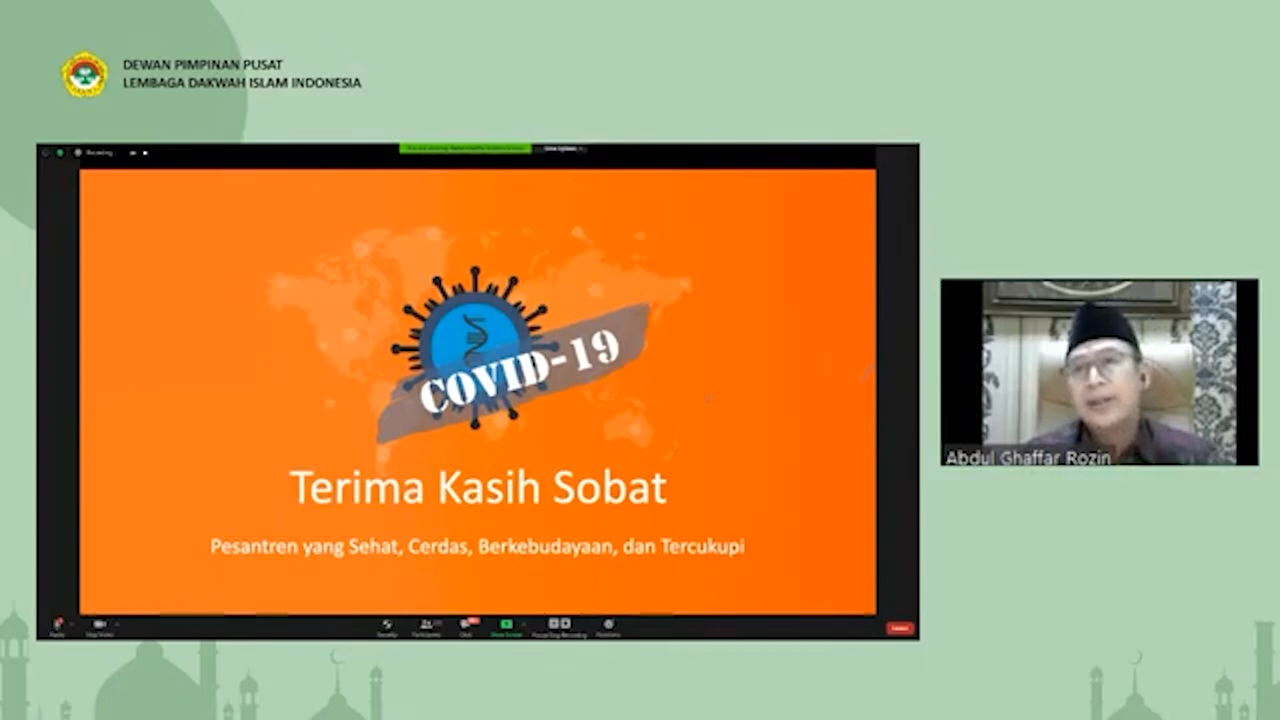 DEWAN PIMPINAN PUSAT
LEMBAGA DAKWAH ISLAM INDONESIA
Recording
COVID-19
Terima Kasih Sobat
Pesantren yang Sehat, Cerdas, Berkebudayaan, dan Tercukupi
Abdul Ghaffar Rozin